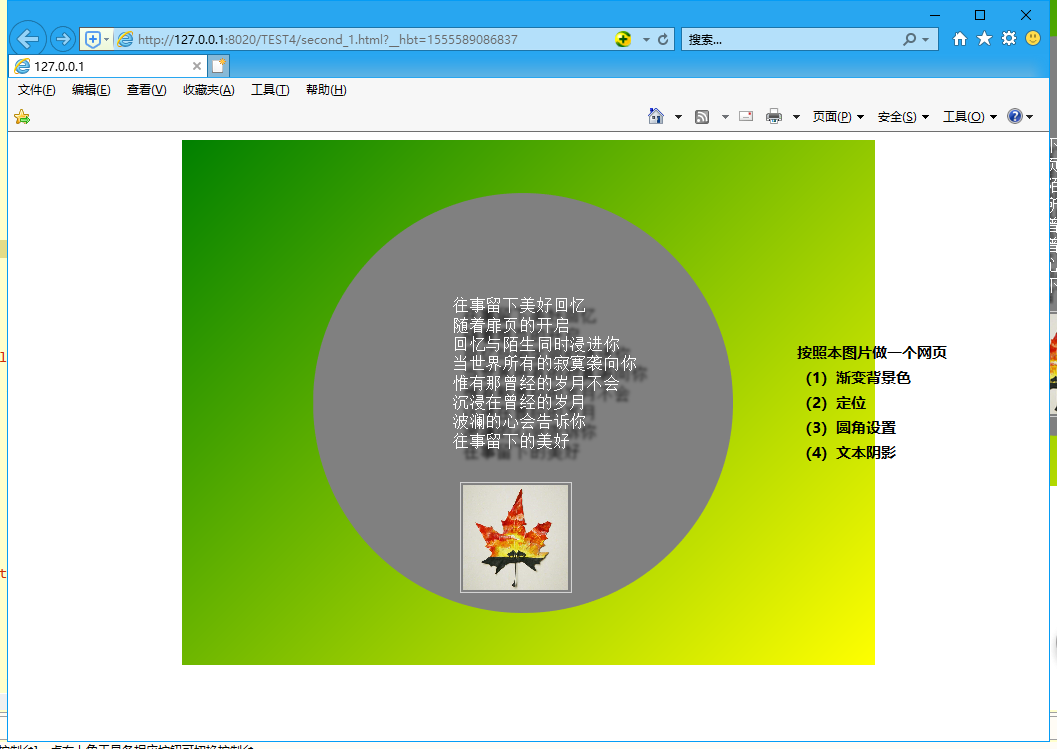 http://127.0.0.1:8020/TEST4/second_1.html?__hbt=1555589086837
搜索...
127.0.0.1
文件(F) 编辑(E) 查看(V) 收藏夹(A) 工具(T) 帮助(H)
页面(P) 安全(S) 工具(O)
往事留下美好回忆
随着扉页的开启
回忆与陌生同时浸进你
当世界所有的寂寞袭向你
惟有那曾经的岁月不会
沉浸在曾经的岁月
波澜的心会告诉你
往事留下的美好
按照本图片做一个网页
(1) 渐变背景色
(2) 定位
(3) 圆角设置
(4) 文本阴影